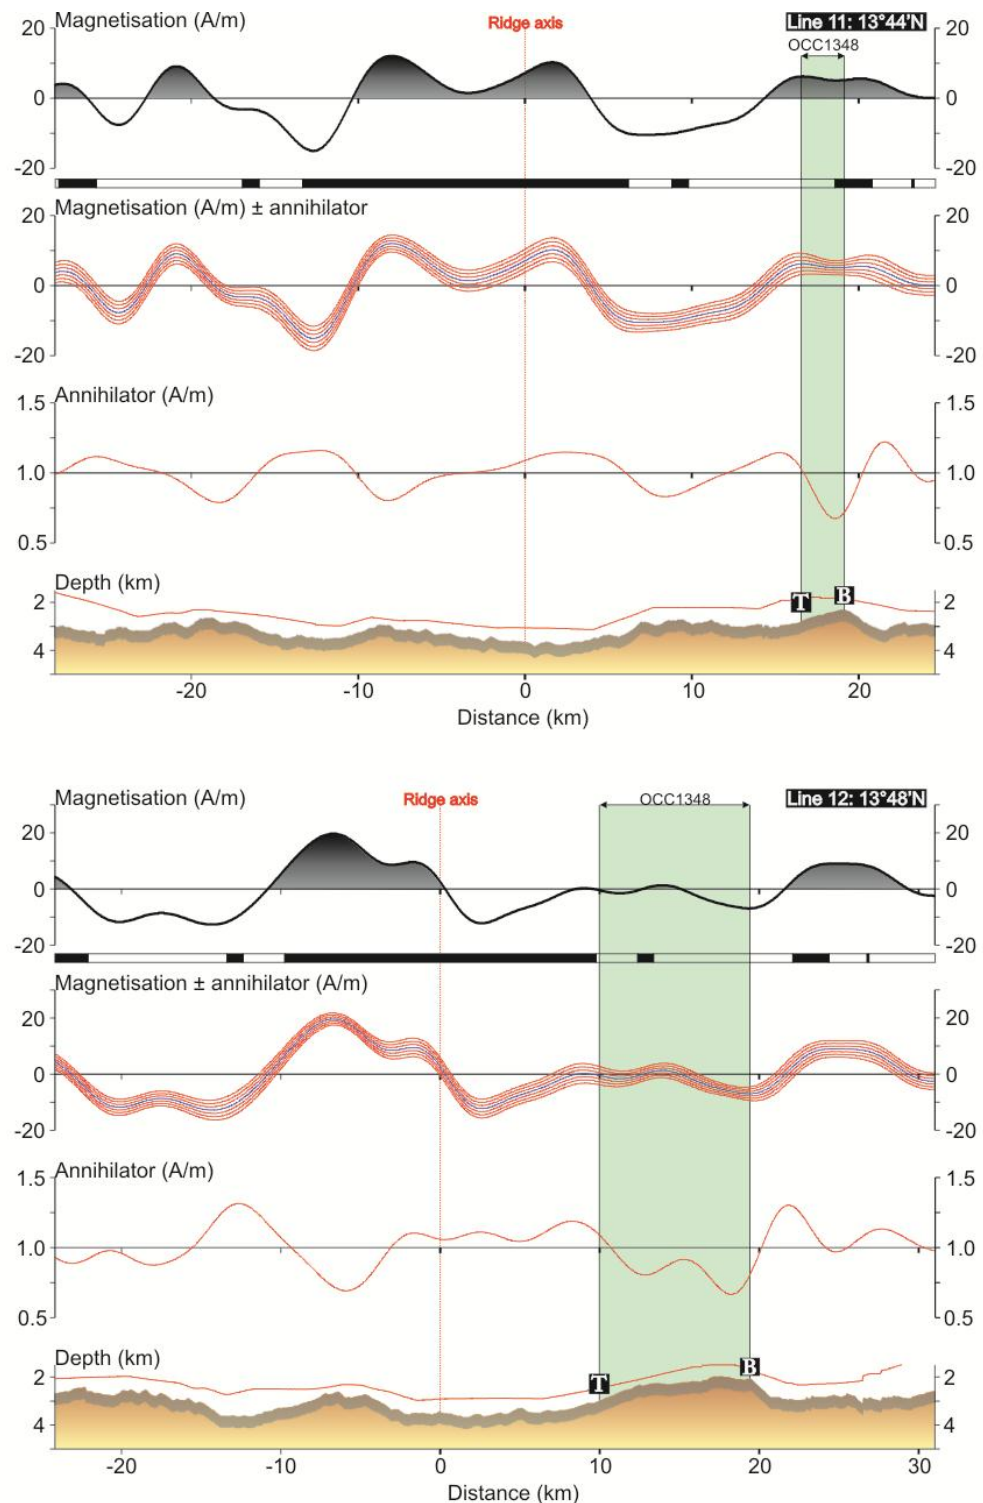 Magnetisation (A/m)
Ridge axis
Line 11: 13°44'N
OCC1348
20 20
0 0
-20 -20
Magnetisation (A/m) ± annihilator
20 20
0 0
-20 -20
Annihilator (A/m)
1.5 1.5
1.0 1.0
0.5 0.5
Depth (km)
2 T B 2
4 4
-20 -10 0 10 20
Distance (km)
Magnetisation (A/m)
Ridge axis
OCC1348
Line 12: 13°48'N
20 20
0 0
-20 -20
Magnetisation ± annihilator (A/m)
20 20
0 0
-20 -20
Annihilator (A/m)
1.5 1.5
1.0 1.0
0.5 0.5
Depth (km)
2 T B 2
4 4
-20 -10 0 10 20 30
Distance (km)